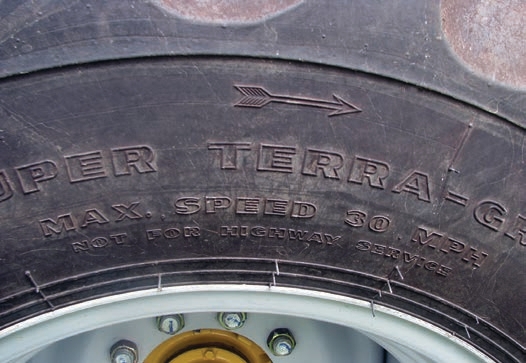 UPER TERRA-GR
MAX. SPEED 30 MPH
NOT FOR HIGHWAY SERVICE